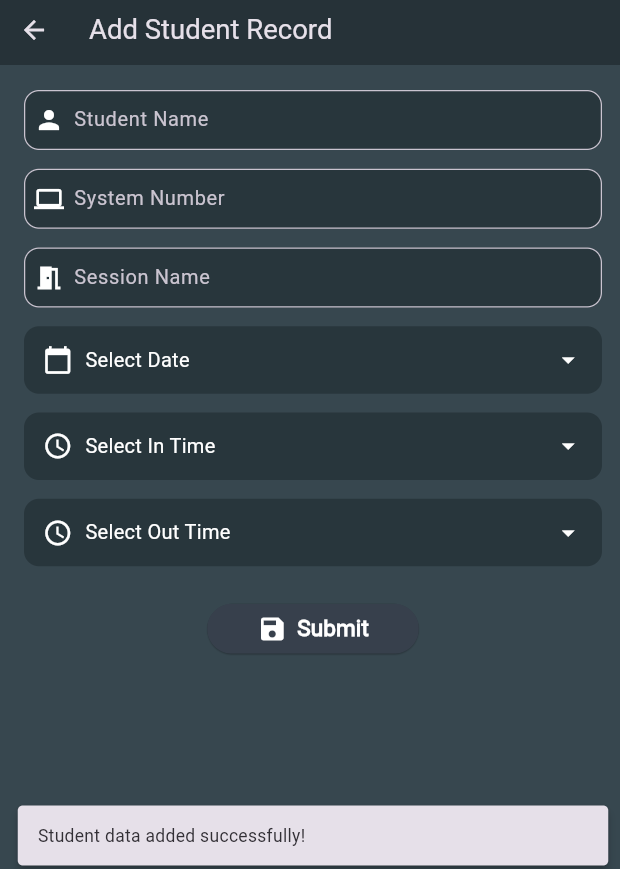 Add Student Record
Student Name
System Number
Session Name
Select Date
Select In Time
Select Out Time
Submit
Student data added successfully!